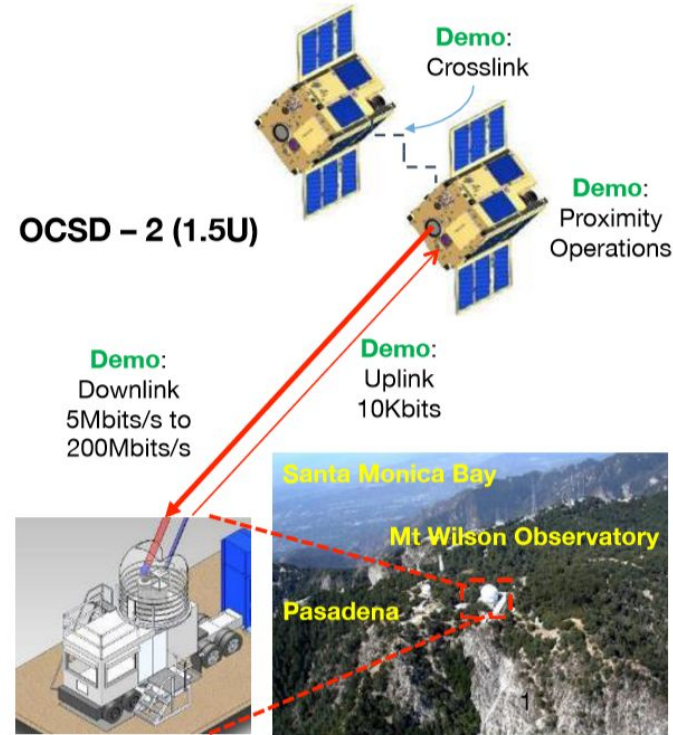 Demo:
Crosslink
OCSD – 2 (1.5U)
Demo:
Proximity
Operations
Demo:
Downlink
5Mbits/s to
200Mbits/s
Demo:
Uplink
10Kbits
Santa Monica Bay
Mt Wilson Observatory
Pasadena
1